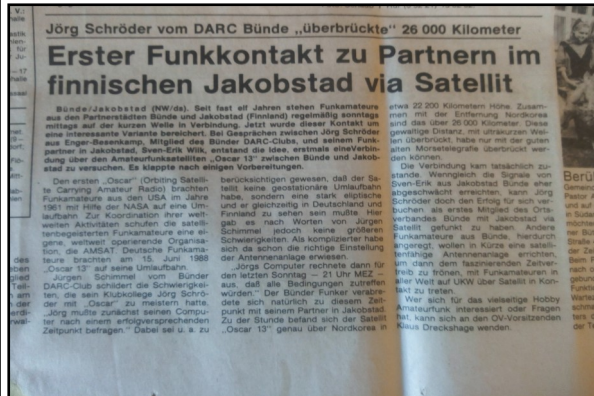 Jörg Schröder vom DARC Bünde „überbrückte" 26 000 Kilometer
Erster Funkkontakt zu Partnern im
finnischen Jakobstad via Satellit
Bünde/Jakobstad (NW/ds). Seit fast elf Jahren stehen Funkamateure
aus den Partnerstädten Bünde und Jakobstad (Finnland) regelmäßig sonntags
mittags auf der kurzen Welle in Verbindung. Jetzt wurde dieser Kontakt um
eine interessante Variante bereichert. Bei Gesprächen zwischen Jörg Schröder
aus Enger-Besenkamp, Mitglied des Bünder DARC-Clubs, und seinem Funk-
partner in Jakobstad, Sven-Erik Wiik, entstand die Idee, erstmals eineVerbin-
dung über den Amateurfunksatelliten „Oscar 13" zwischen Bünde und Jakob-
stad zu versuchen. Es klappte nach einigen Vorbereitungen.
Den ersten „Oscar" (Orbiting Satelli-
te Carrying Amateur Radio) brachten
Funkamateure aus den USA im Jahre
1961 mit Hilfe der NASA auf eine Um-
laufbahn. Zur Koordination ihrer welt-
weiten Aktivitäten schufen die satelli-
tenbegeisterten Funkamateure eine ei-
gene, weltweit operierende Organisa-
tion, die AMSAT. Deutsche Funkama-
teure brachten am 15. Juni 1988
„Oscar 13" auf seine Umlaufbahn.
Jürgen Schimmel vom Bünder
DARC-Club schildert die Schwierigkei-
ten, die sein Klubkollege Jörg Schrö-
der mit „Oscar" zu meistern hatte.
„Jörg mußte zunächst seinen Compu-
ter nach einem erfolgversprechenden
Zeitpunkt befragen." Dabei sei u. a. zu
berücksichtigen gewesen, daß der Sa-
tellit keine geostationäre Umlaufbahn
habe, sondern eine stark elliptische
und er gleichzeitig in Deutschland und
Finnland zu sehen sein mußte. Hier
gab es nach Worten von Jürgen
Schimmel jedoch keine größeren
Schwierigkeiten. Als komplizierter habe
sich da schon die richtige Einstellung
der Antennenanlage erwiesen.
„Jörgs Computer rechnete dann für
den letzten Sonntag – 21 Uhr MEZ –
aus, daß alle Bedingungen zutreffen
würden." Der Bünder Funker verabre-
dete sich natürlich zu diesem Zeit-
punkt mit seinem Partner in Jakobstad.
Zu der Stunde befand sich der Satellit
„Oscar 13" genau über Nordkorea in
etwa 22 200 Kilometern Höhe. Zusam-
men mit der Entfernung Nordkorea
sind das über 26 000 Kilometer. Diese
gewaltige Distanz, mit ultrakurzen Wel-
len überbrückt, habe nur mit der guten
alten Morsetelegrafie überbrückt wer-
den können.
Die Verbindung kam tatsächlich zu-
stande. Wenngleich die Signale von
Sven-Erik aus Jakobstad Bünde eher
abgeschwächt erreichten, kann Jörg
Schröder doch den Erfolg für sich ver-
buchen als erstes Mitglied des Orts-
verbandes Bünde mit Jakobstad via
Satellit gefunkt zu haben. Andere
Funkamateure aus Bünde, hierdurch
angeregt, wollen in Kürze eine satelli-
tenfähige Antennenanlage errichten,
um dann dem faszinierenden Zeitver-
treib zu frönen, mit Funkamateuren in
aller Welt auf UKW über Satellit in Kon-
takt zu treten.
Wer sich für das vielseitige Hobby
Amateurfunk interessiert oder Fragen
hat, kann sich an den OV-Vorsitzenden
Klaus Dreckshage wenden.